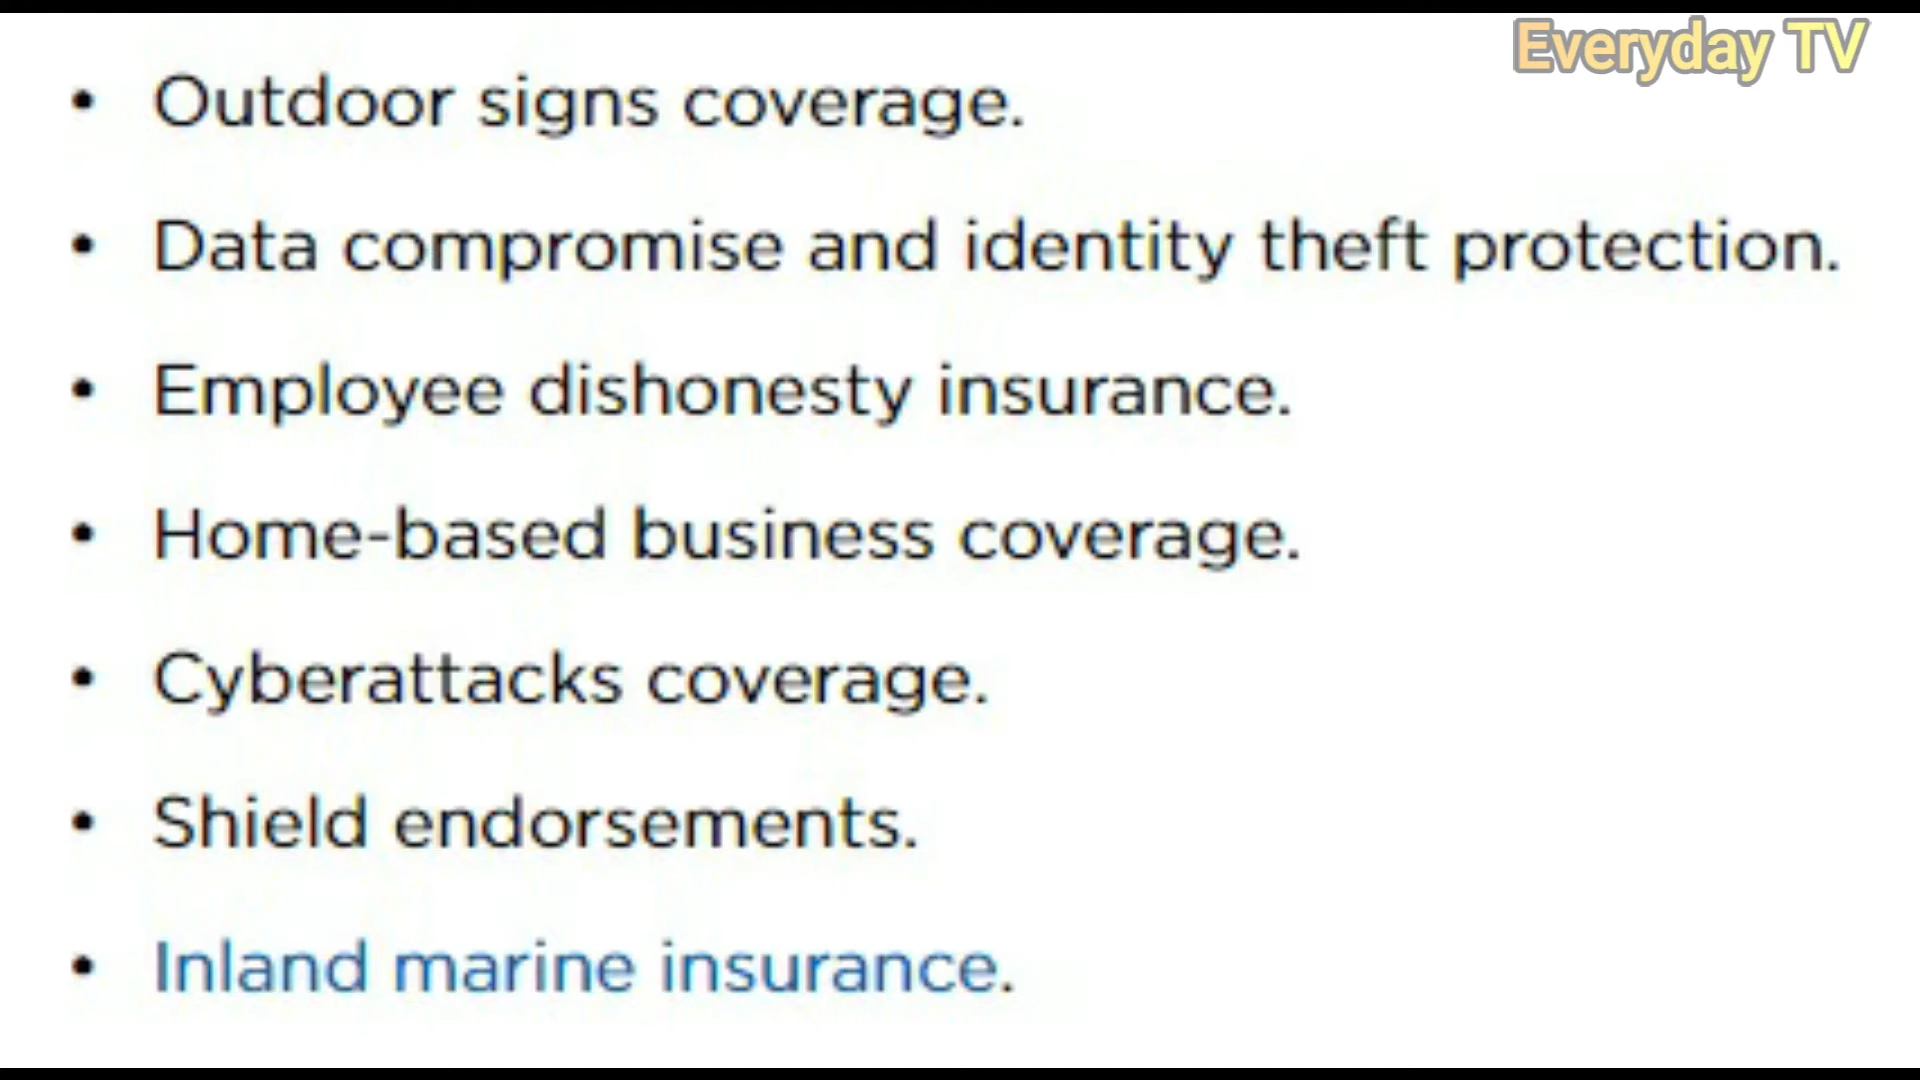 Everyday TV
• Outdoor signs coverage.
• Data compromise and identity theft protection.
• Employee dishonesty insurance.
• Home-based business coverage.
• Cyberattacks coverage.
• Shield endorsements.
• Inland marine insurance.